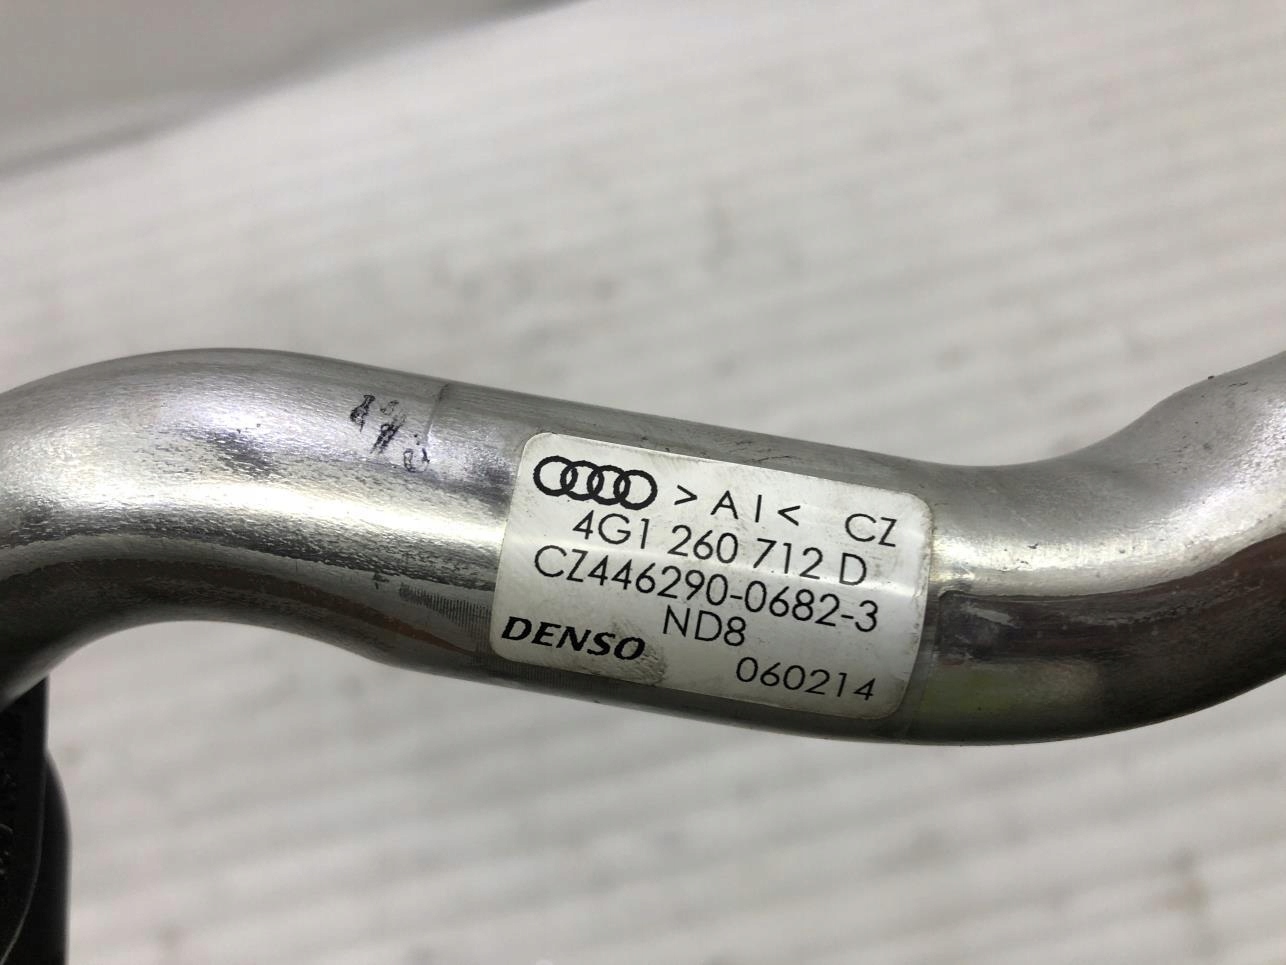 >AI< CZ
4G1 260 712 D
CZ446290-0682-3
ND8
DENSO
060214